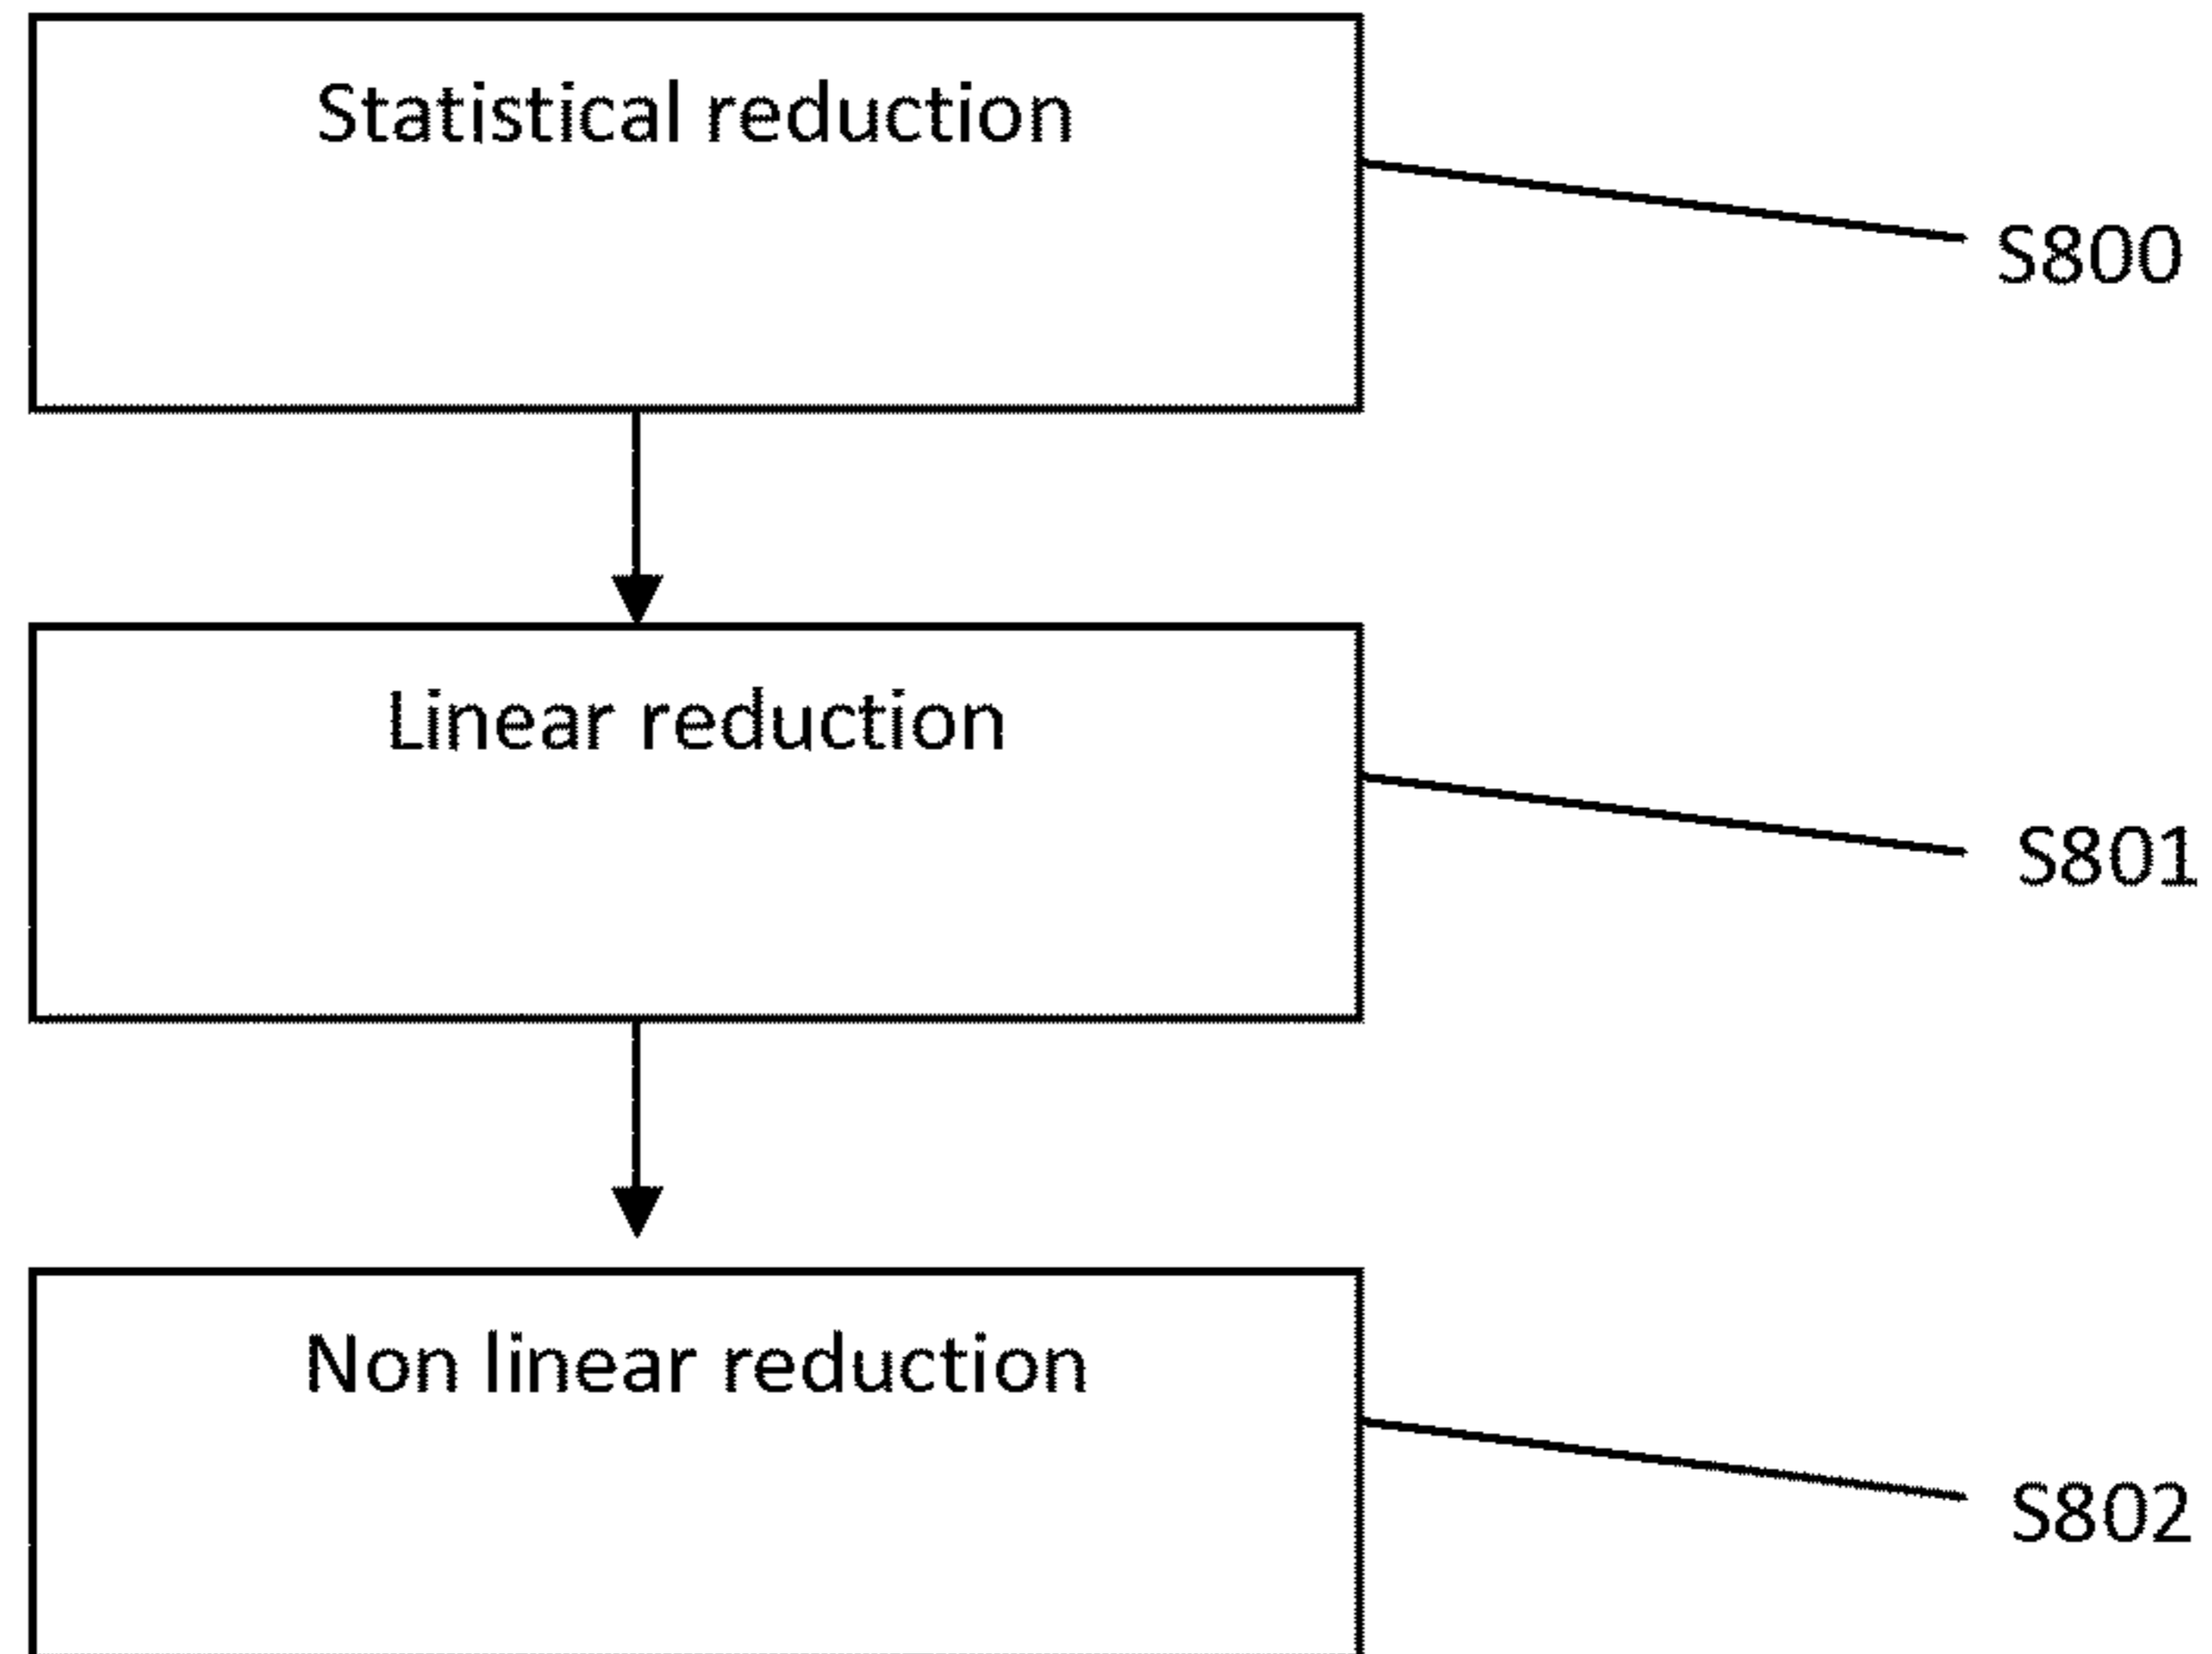 Statistical reduction
S800
Linear reduction
S801
Non linear reduction
S802